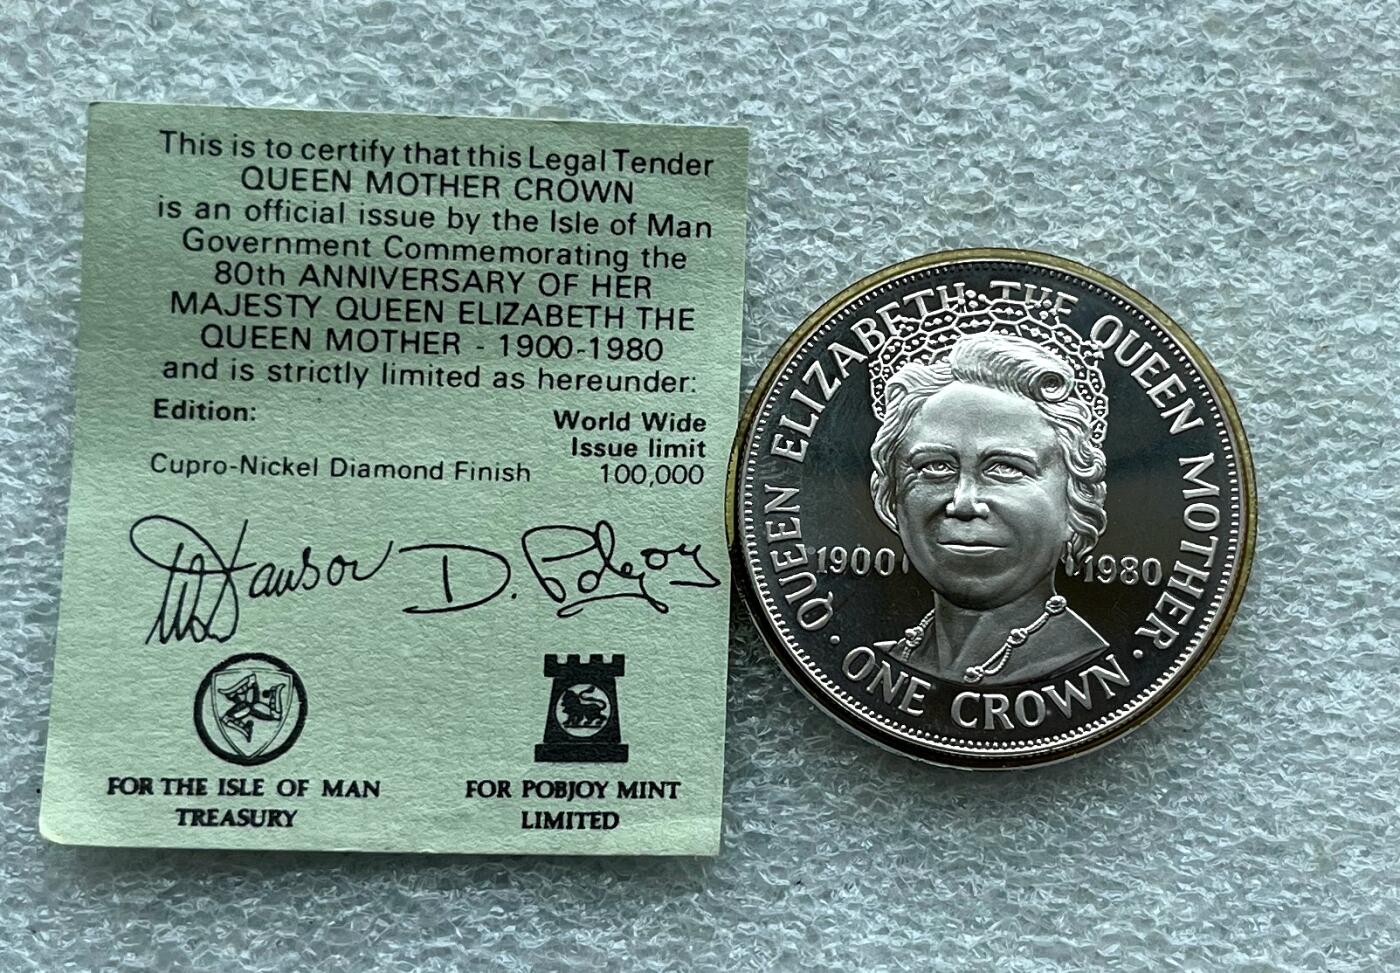 This is to certify that this Legal Tender
QUEEN MOTHER CROWN
is an official issue by the Isle of Man
Government Commemorating the
80th ANNIVERSARY OF HER
MAJESTY QUEEN ELIZABETH THE
QUEEN MOTHER - 1900-1980
and is strictly limited as hereunder:
Edition:
World Wide
Issue limit
Cupro-Nickel Diamond Finish 100,000
D. Pobjoy
FOR THE ISLE OF MAN
TREASURY
FOR POBJOY MINT
LIMITED
QUEEN ELIZABETH THE QUEEN MOTHER
1900 1980
· ONE CROWN ·